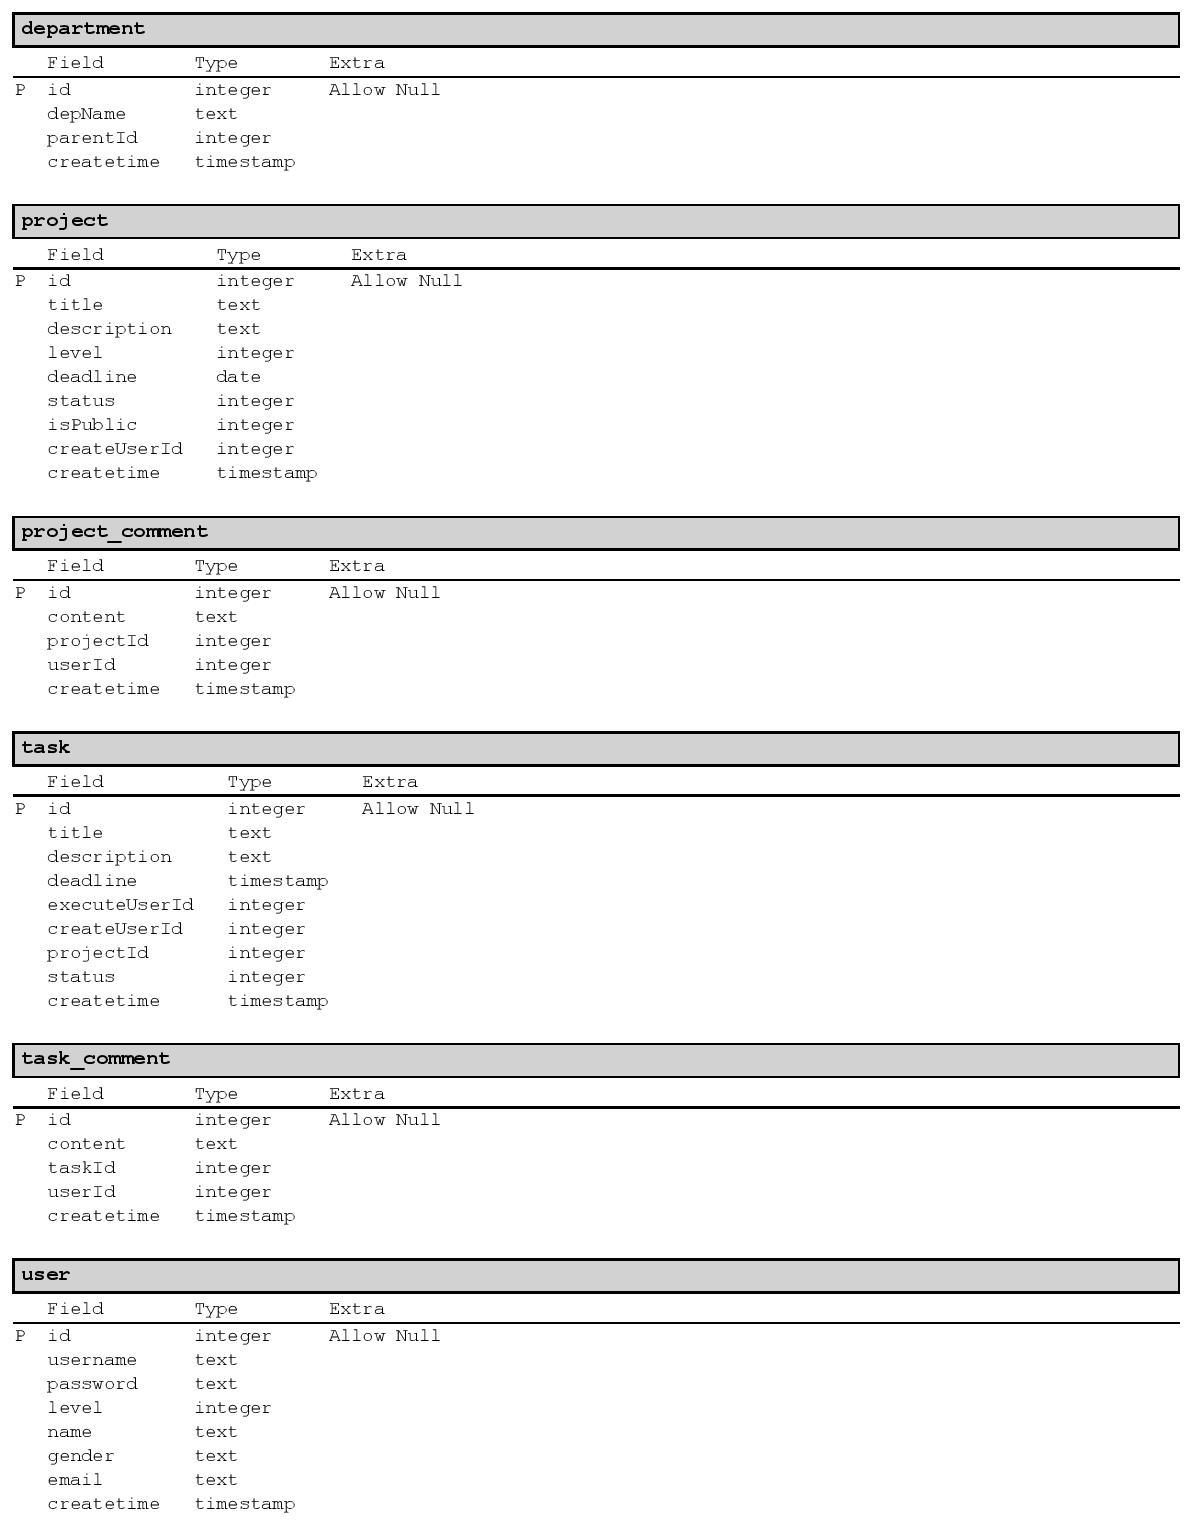 department
Field Type Extra
P id integer Allow Null
depName text
parentId integer
createtime timestamp
project
Field Type Extra
P id integer Allow Null
title text
description text
level integer
deadline date
status integer
isPublic integer
createUserId integer
createtime timestamp
project_comment
Field Type Extra
P id integer Allow Null
content text
projectId integer
userId integer
createtime timestamp
task
Field Type Extra
P id integer Allow Null
title text
description text
deadline timestamp
executeUserId integer
createUserId integer
projectId integer
status integer
createtime timestamp
task_comment
Field Type Extra
P id integer Allow Null
content text
taskId integer
userId integer
createtime timestamp
user
Field Type Extra
P id integer Allow Null
username text
password text
level integer
name text
gender text
email text
createtime timestamp